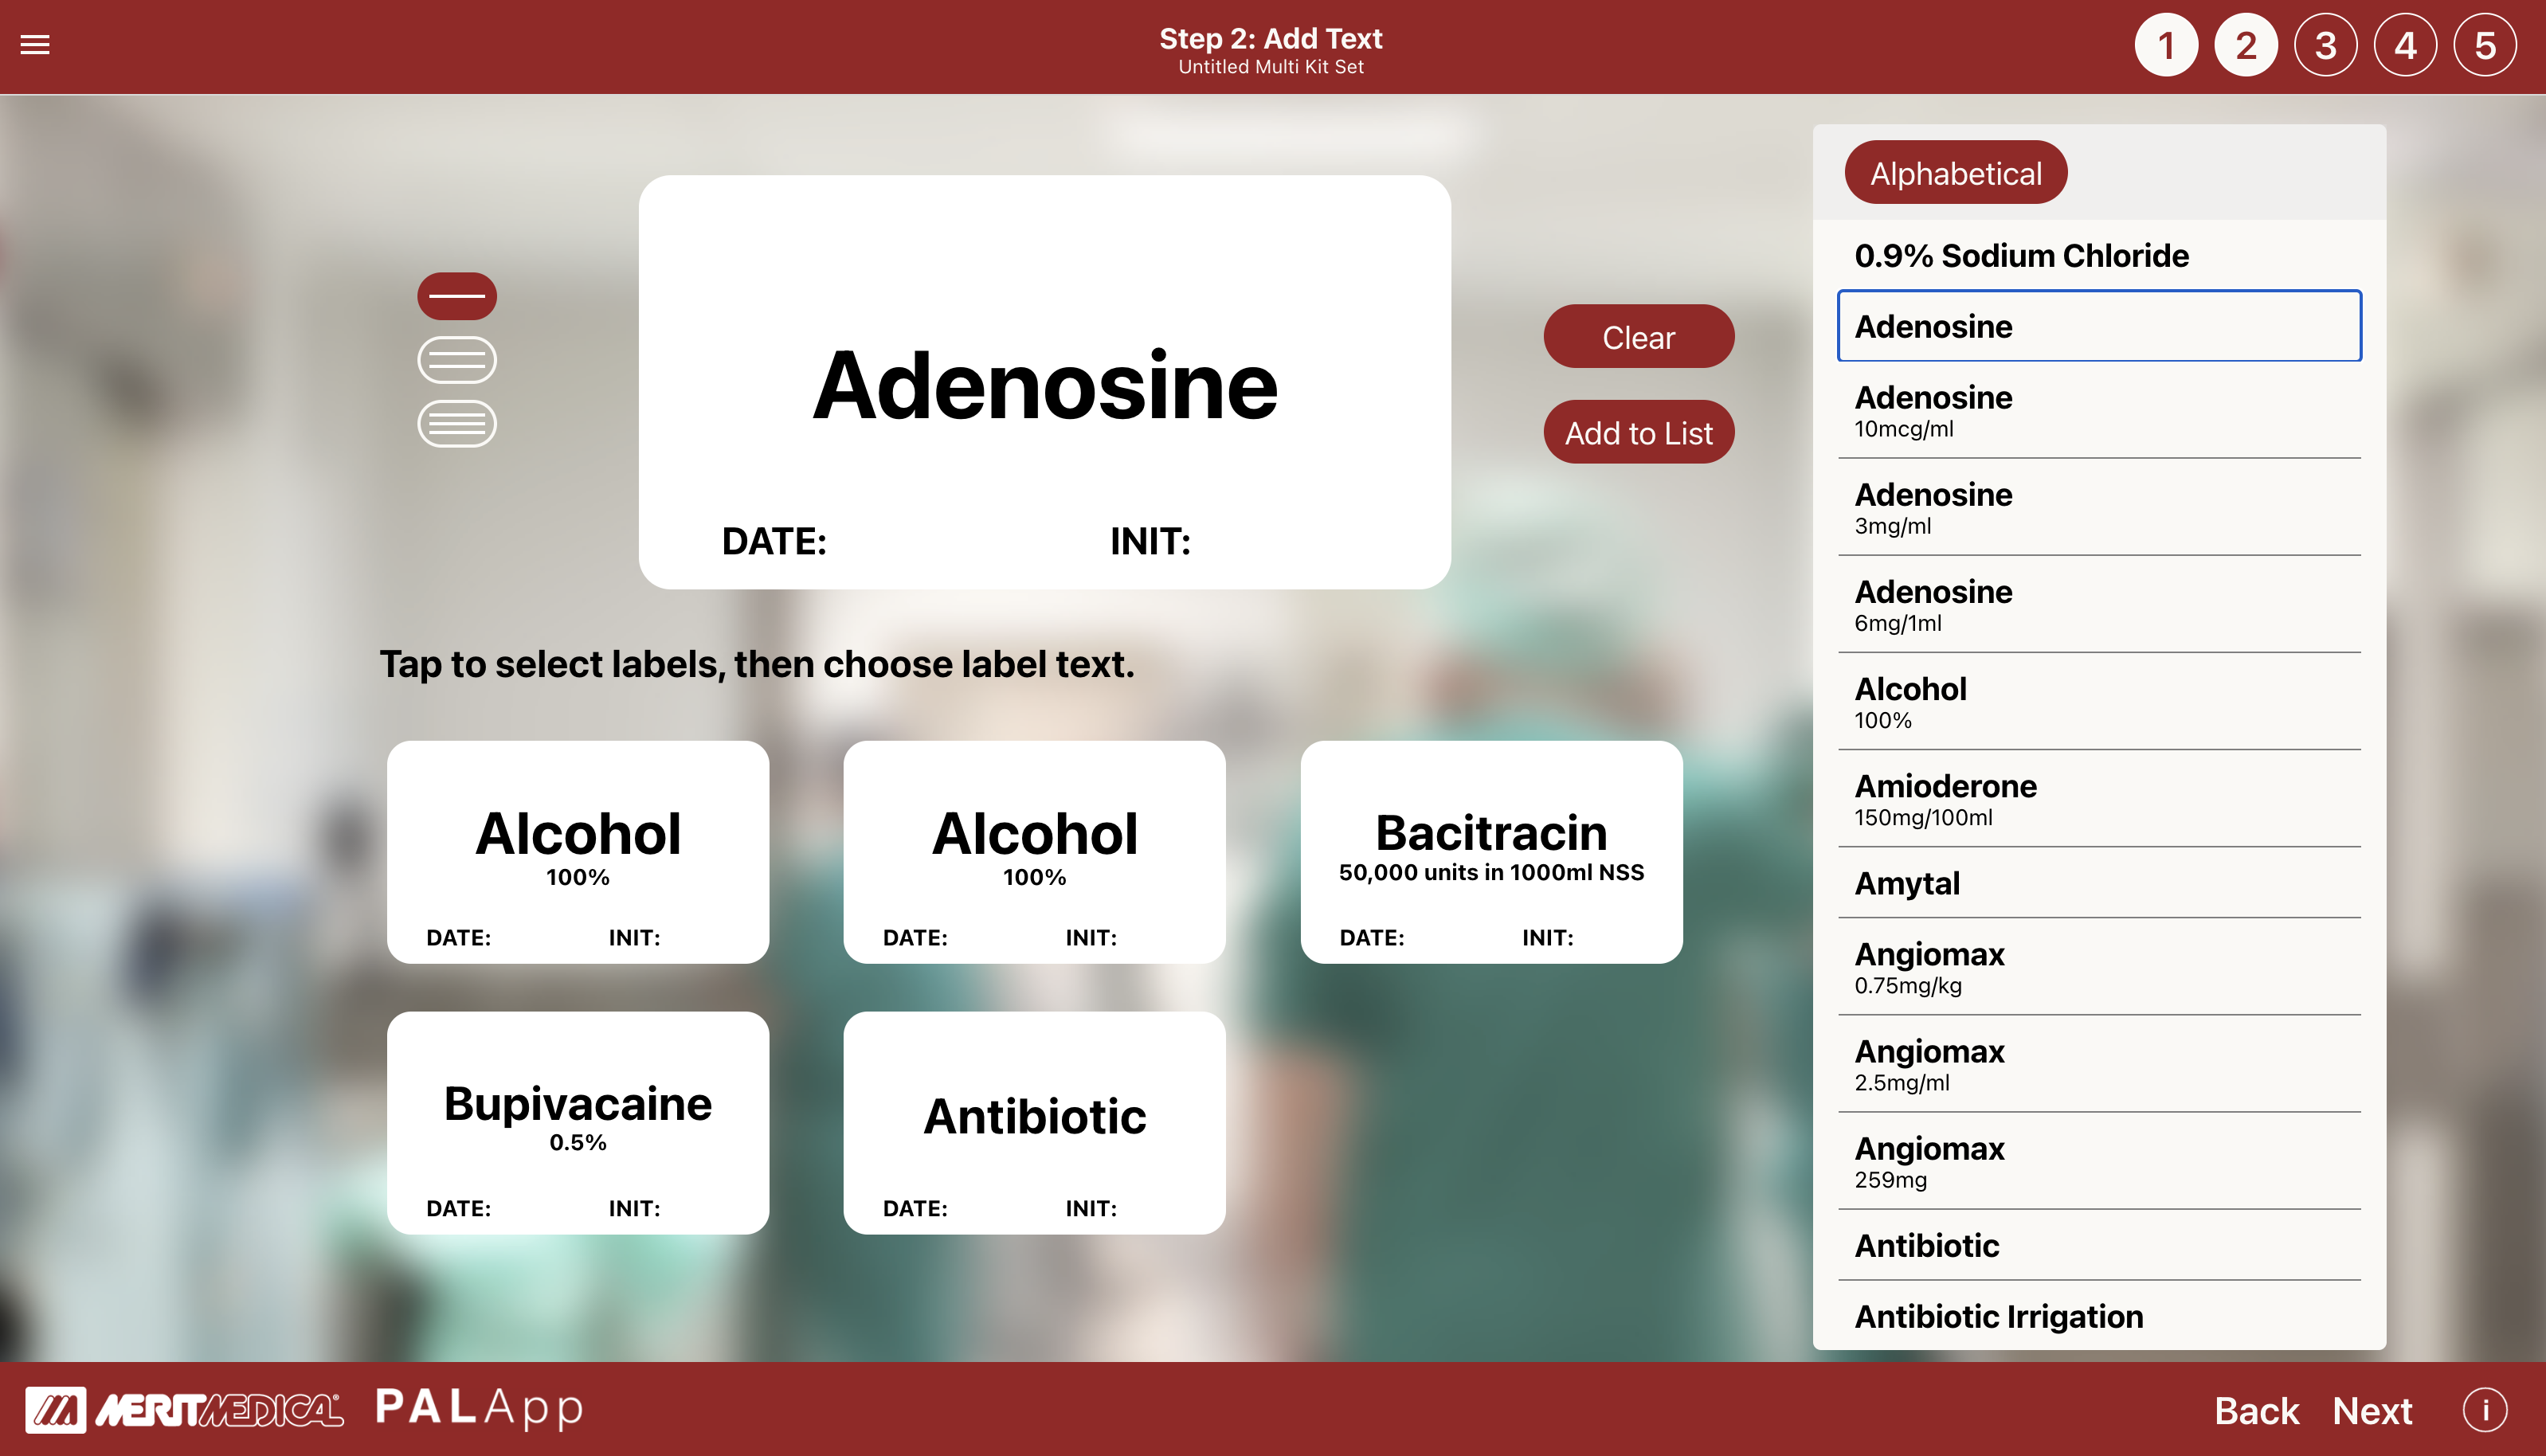 Step 2: Add Text
Untitled Multi Kit Set
1 2 3 4 5
Adenosine
DATE: INIT:
Clear
Add to List
Tap to select labels, then choose label text.
Alcohol
100%
DATE: INIT:
Alcohol
100%
DATE: INIT:
Bacitracin
50,000 units in 1000ml NSS
DATE: INIT:
Bupivacaine
0.5%
DATE: INIT:
Antibiotic
DATE: INIT:
Alphabetical
0.9% Sodium Chloride
Adenosine
Adenosine
10mcg/ml
Adenosine
3mg/ml
Adenosine
6mg/1ml
Alcohol
100%
Amioderone
150mg/100ml
Amytal
Angiomax
0.75mg/kg
Angiomax
2.5mg/ml
Angiomax
259mg
Antibiotic
Antibiotic Irrigation
MERITMEDICAL® PALApp
Back Next i